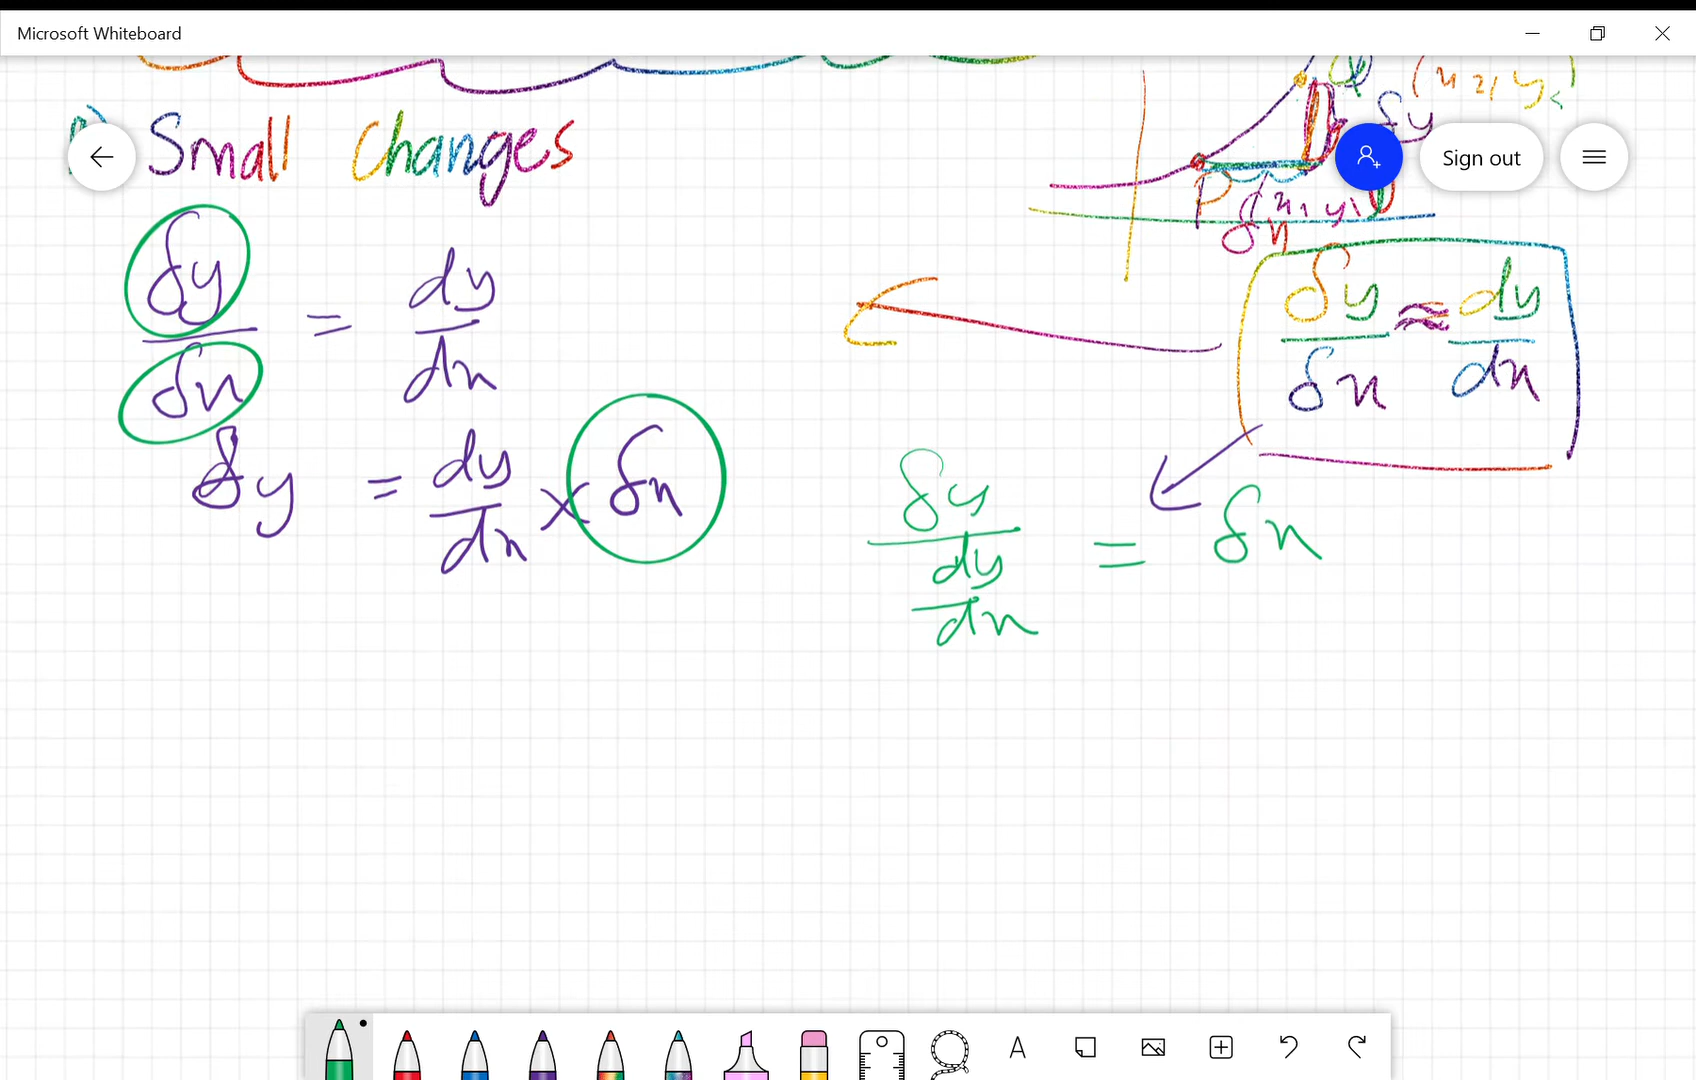 Microsoft Whiteboard
Small Changes
Q (x2, y2)
δy
P(x1, y1)
δx
Sign out
δy/δx = dy/dx
δy/δx ≈ dy/dx
δy = dy/dx × δx
δy/(dy/dx) = δx
A